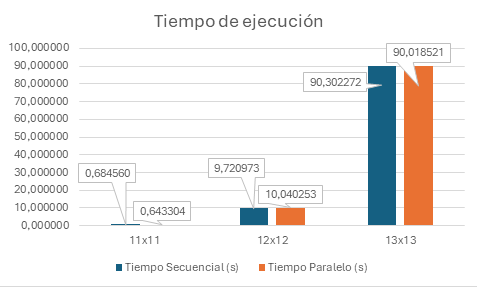 Tiempo de ejecución
100,000000
90,000000
80,000000
70,000000
60,000000
50,000000
40,000000
30,000000
20,000000
10,000000
0,000000
0,684560
0,643304
9,720973
10,040253
90,302272
90,018521
11x11
12x12
13x13
Tiempo Secuencial (s)
Tiempo Paralelo (s)